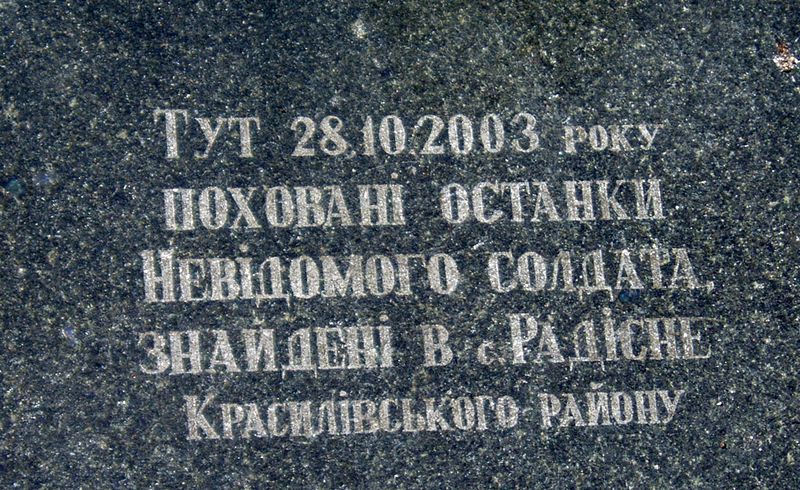 Тут 28.10.2003 року
поховані останки
Невідомого солдата,
знайдені в с. Радісне
Красилівського району